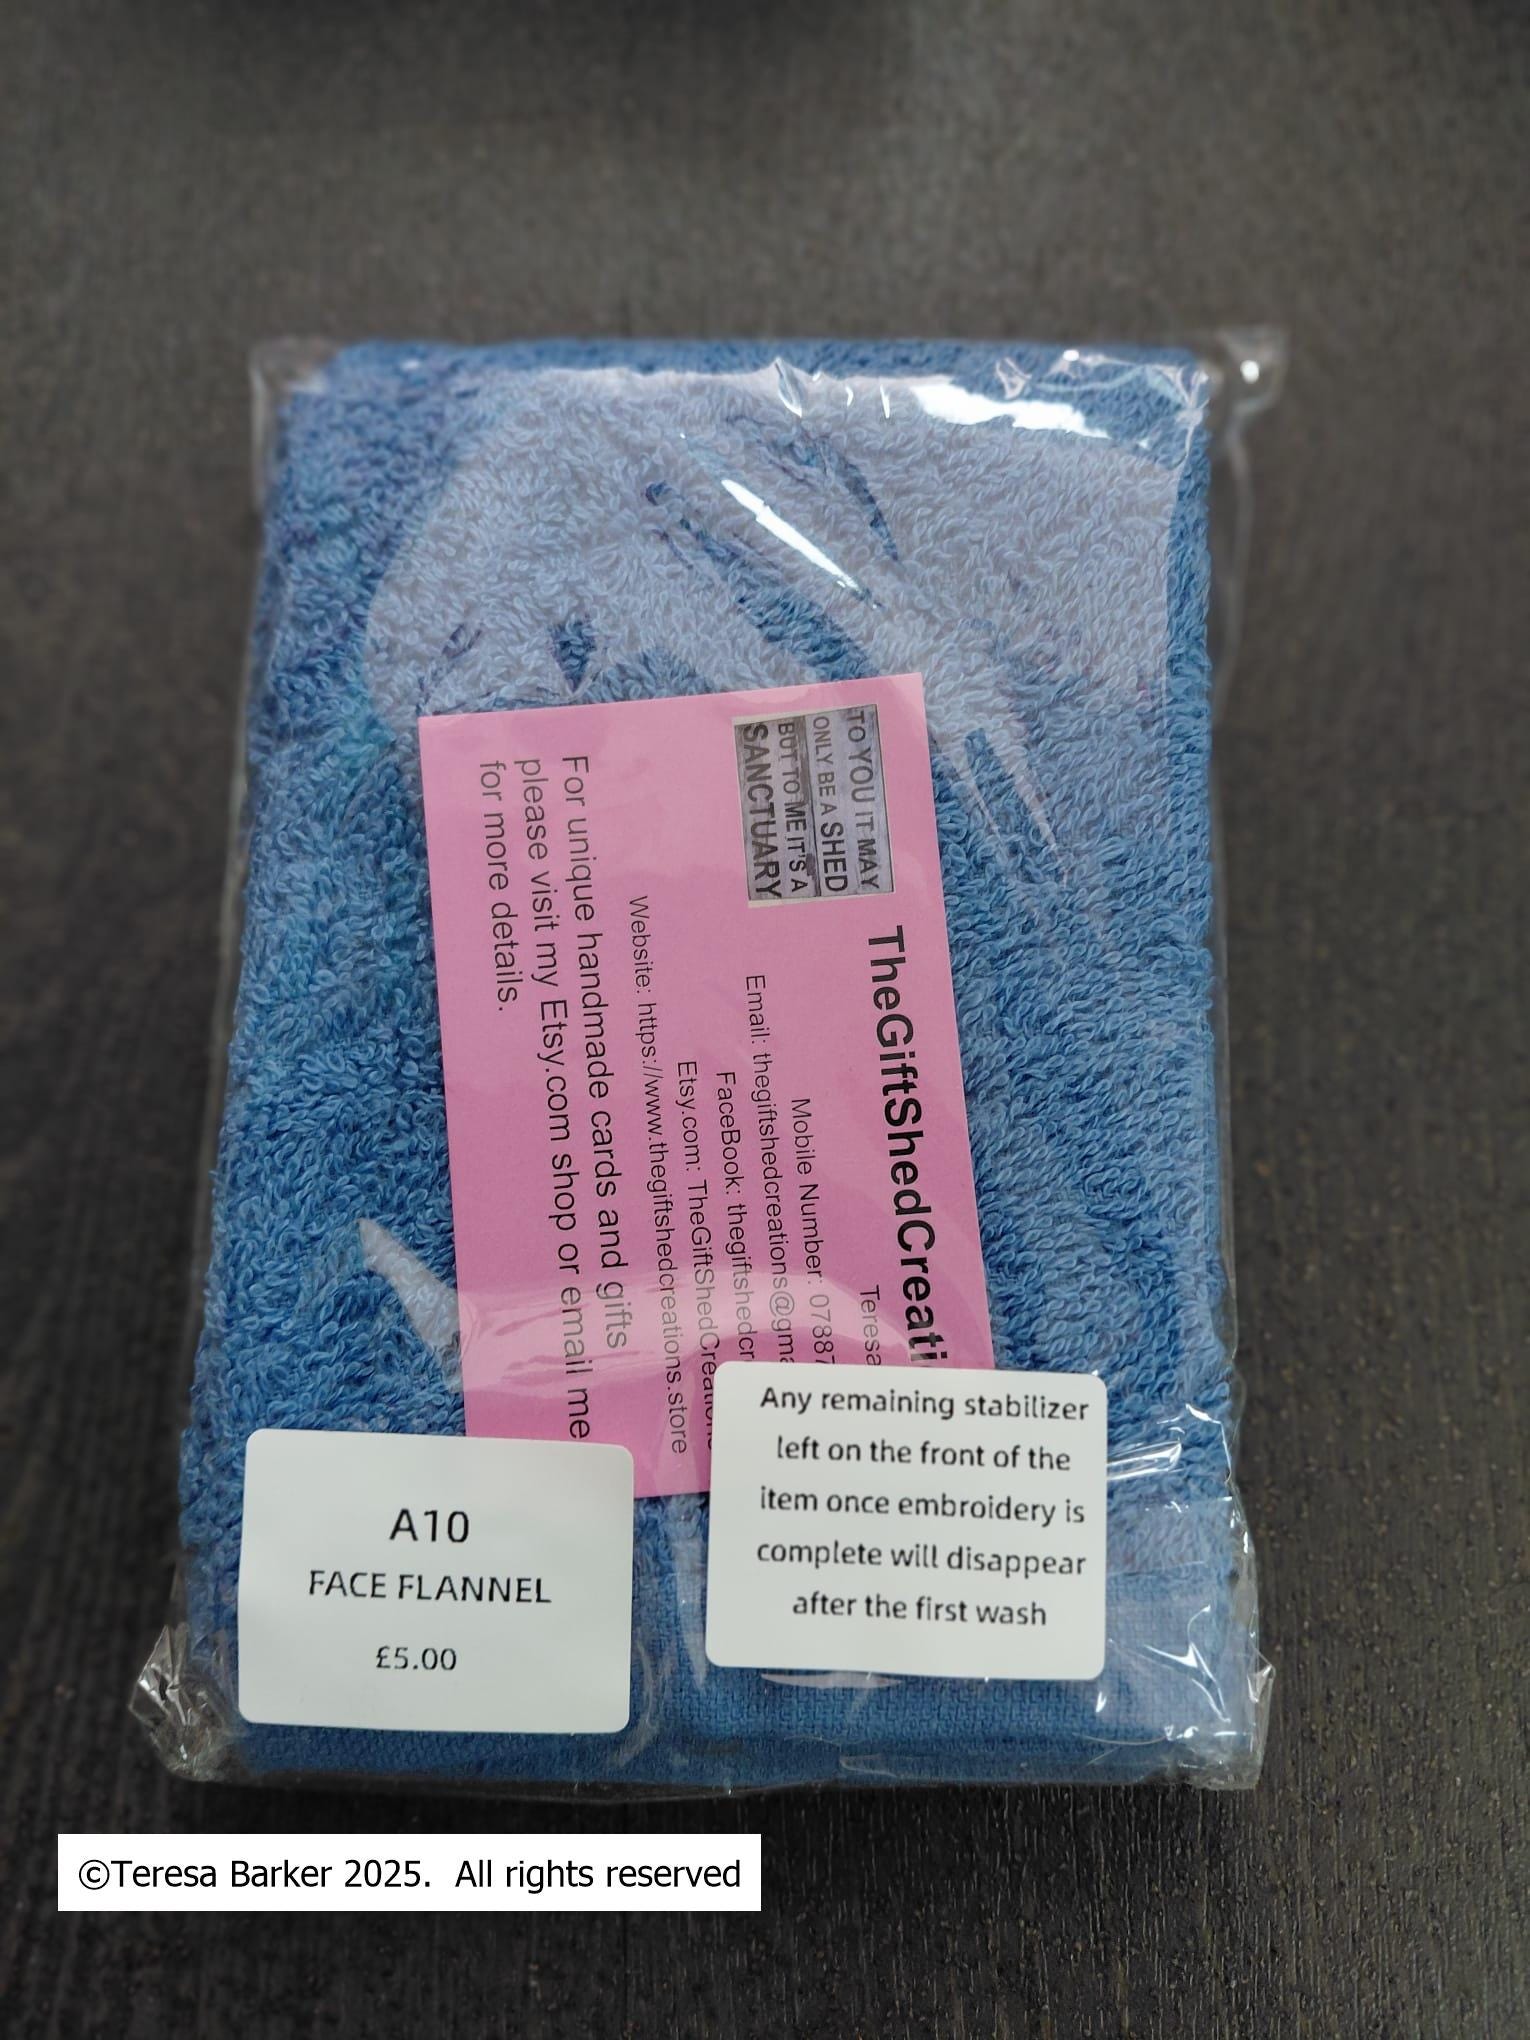 TO YOU IT MAY
ONLY BE A SHED
BUT TO ME IT'S A
SANCTUARY
TheGiftShedCreati
Teresa
Mobile Number: 07887
Email: thegiftshedcreations@gma
FaceBook: thegiftshedcr
Etsy.com: TheGiftShedCreations
Website: https://www.thegiftshedcreations.store
For unique handmade cards and gifts
please visit my Etsy.com shop or email me
for more details.
A10
FACE FLANNEL
£5.00
Any remaining stabilizer
left on the front of the
item once embroidery is
complete will disappear
after the first wash
©Teresa Barker 2025. All rights reserved